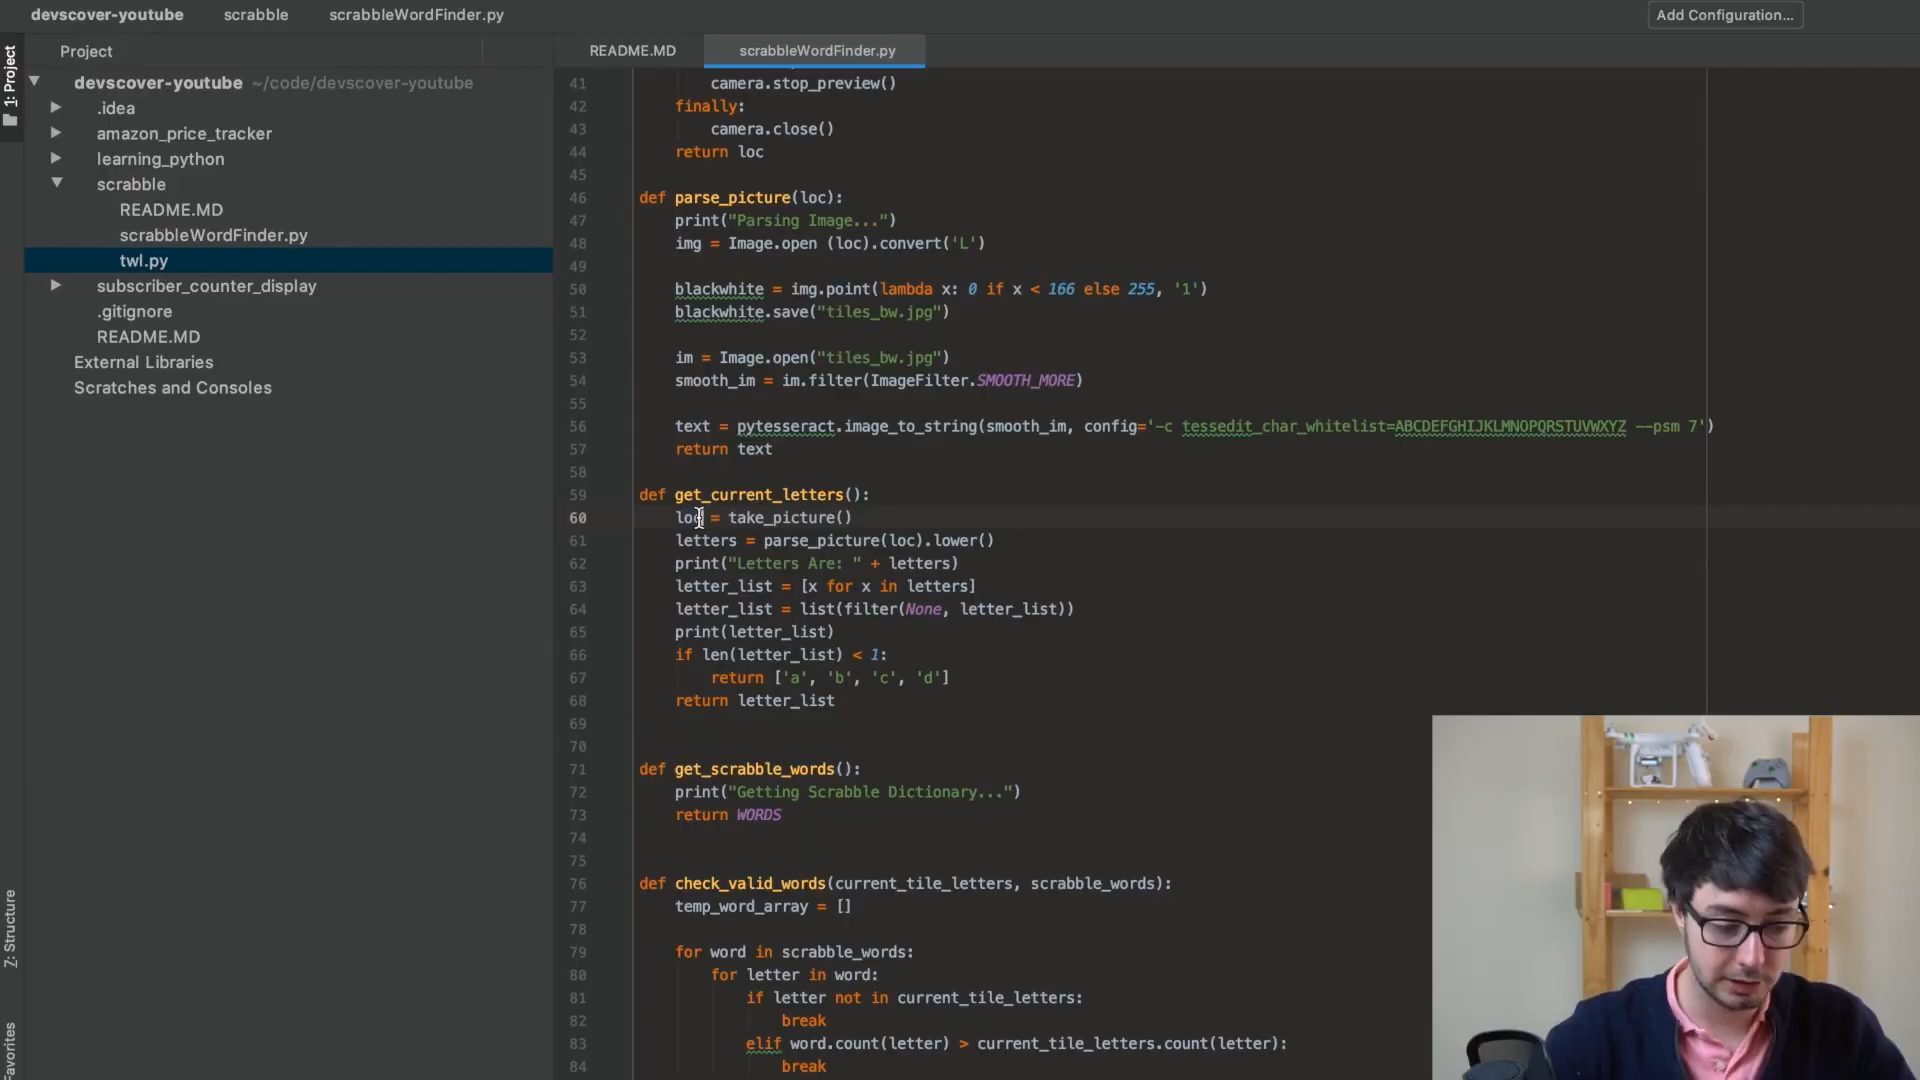 devscover-youtube scrabble scrabbleWordFinder.py Add Configuration...
1: Project
Project
devscover-youtube ~/code/devscover-youtube
.idea
amazon_price_tracker
learning_python
scrabble
README.MD
scrabbleWordFinder.py
twl.py
subscriber_counter_display
.gitignore
README.MD
External Libraries
Scratches and Consoles
Z: Structure
Favorites
README.MD scrabbleWordFinder.py
41 camera.stop_preview()
42 finally:
43 camera.close()
44 return loc
45
46 def parse_picture(loc):
47 print("Parsing Image...")
48 img = Image.open (loc).convert('L')
49
50 blackwhite = img.point(lambda x: 0 if x < 166 else 255, '1')
51 blackwhite.save("tiles_bw.jpg")
52
53 im = Image.open("tiles_bw.jpg")
54 smooth_im = im.filter(ImageFilter.SMOOTH_MORE)
55
56 text = pytesseract.image_to_string(smooth_im, config='-c tessedit_char_whitelist=ABCDEFGHIJKLMNOPQRSTUVWXYZ --psm 7')
57 return text
58
59 def get_current_letters():
60 loc = take_picture()
61 letters = parse_picture(loc).lower()
62 print("Letters Are: " + letters)
63 letter_list = [x for x in letters]
64 letter_list = list(filter(None, letter_list))
65 print(letter_list)
66 if len(letter_list) < 1:
67 return ['a', 'b', 'c', 'd']
68 return letter_list
69
70
71 def get_scrabble_words():
72 print("Getting Scrabble Dictionary...")
73 return WORDS
74
75
76 def check_valid_words(current_tile_letters, scrabble_words):
77 temp_word_array = []
78
79 for word in scrabble_words:
80 for letter in word:
81 if letter not in current_tile_letters:
82 break
83 elif word.count(letter) > current_tile_letters.count(letter):
84 break